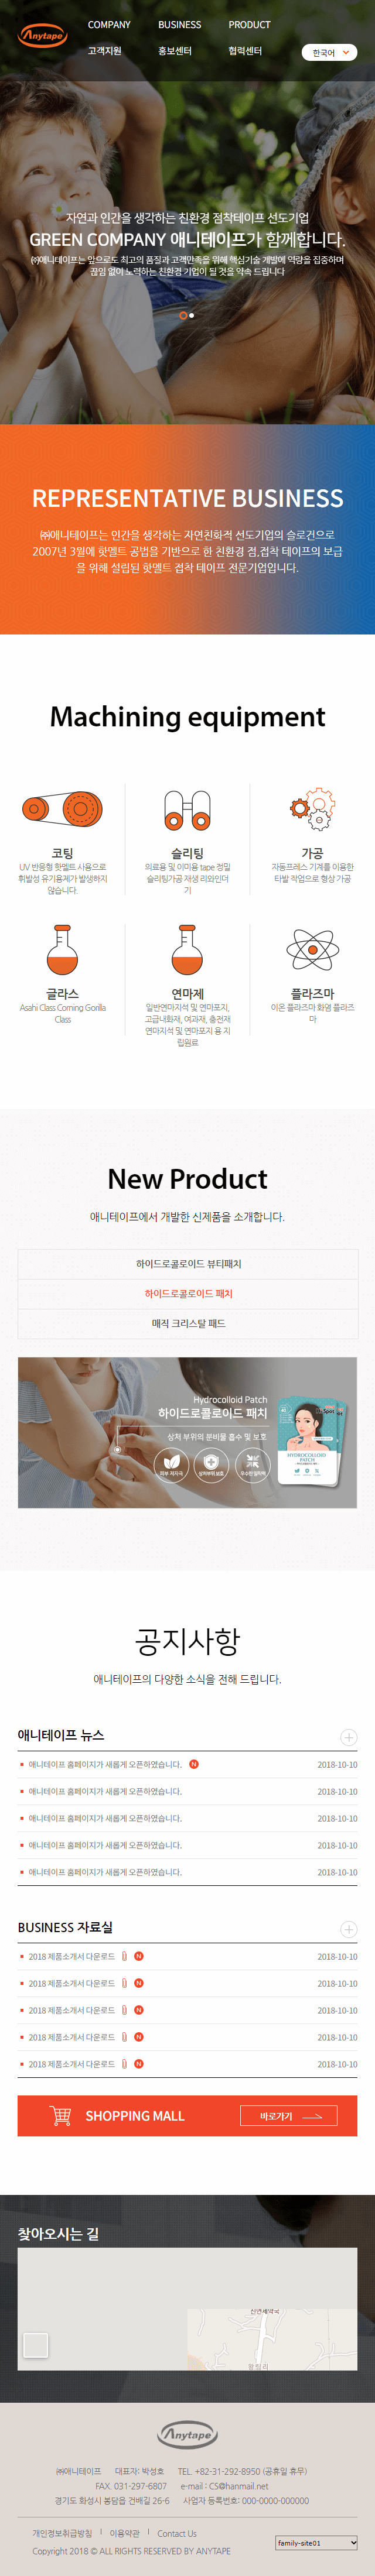 Anytape
COMPANY BUSINESS PRODUCT
고객지원 홍보센터 협력센터
한국어
자연과 인간을 생각하는 친환경 점착테이프 선도기업
GREEN COMPANY 애니테이프가 함께합니다.
㈜애니테이프는 앞으로도 최고의 품질과 고객만족을 위해 핵심기술 개발에 역량을 집중하며
끊임 없이 노력하는 친환경 기업이 될 것을 약속 드립니다
REPRESENTATIVE BUSINESS
㈜애니테이프는 인간을 생각하는 자연친화적 선도기업의 슬로건으로
2007년 3월에 핫멜트 공법을 기반으로 한 친환경 점,접착 테이프의 보급
을 위해 설립된 핫멜트 접착 테이프 전문기업입니다.
Machining equipment
코팅
UV 반응형 핫멜트 사용으로
휘발성 유기용제가 발생하지
않습니다.
슬리팅
의료용 및 이미용 tape 정밀
슬리팅가공 재생 리와인더
기
가공
자동프레스 기계를 이용한
타발 작업으로 형상 가공
글라스
Asahi Class Corning Gorilla
Class
연마제
일반연마지석 및 연마포지,
고급내화재, 여과재, 충전재
연마지석 및 연마포지 용 지
립원료
플라즈마
이온 플라즈마 화염 플라즈
마
New Product
애니테이프에서 개발한 신제품을 소개합니다.
하이드로콜로이드 뷰티패치
하이드로콜로이드 패치
매직 크리스탈 패드
Hydrocolloid Patch
하이드로콜로이드 패치
상처 부위의 분비물 흡수 및 보호
피부 저자극
상처부위 보호
우수한 밀착력
HYDROCOLLOID
PATCH
공지사항
애니테이프의 다양한 소식을 전해 드립니다.
애니테이프 뉴스
애니테이프 홈페이지가 새롭게 오픈하였습니다. N 2018-10-10
애니테이프 홈페이지가 새롭게 오픈하였습니다. 2018-10-10
애니테이프 홈페이지가 새롭게 오픈하였습니다. 2018-10-10
애니테이프 홈페이지가 새롭게 오픈하였습니다. 2018-10-10
애니테이프 홈페이지가 새롭게 오픈하였습니다. 2018-10-10
BUSINESS 자료실
2018 제품소개서 다운로드 N 2018-10-10
2018 제품소개서 다운로드 N 2018-10-10
2018 제품소개서 다운로드 N 2018-10-10
2018 제품소개서 다운로드 N 2018-10-10
2018 제품소개서 다운로드 N 2018-10-10
SHOPPING MALL 바로가기
찾아오시는 길
Anytape
㈜애니테이프 대표자: 박성호 TEL. +82-31-292-8950 (공휴일 휴무)
FAX. 031-297-6807 e-mail : CS@hanmail.net
경기도 화성시 봉담읍 건배길 26-6 사업자 등록번호: 000-0000-000000
개인정보취급방침 이용약관 Contact Us
Copyright 2018 © ALL RIGHTS RESERVED BY ANYTAPE
family-site01